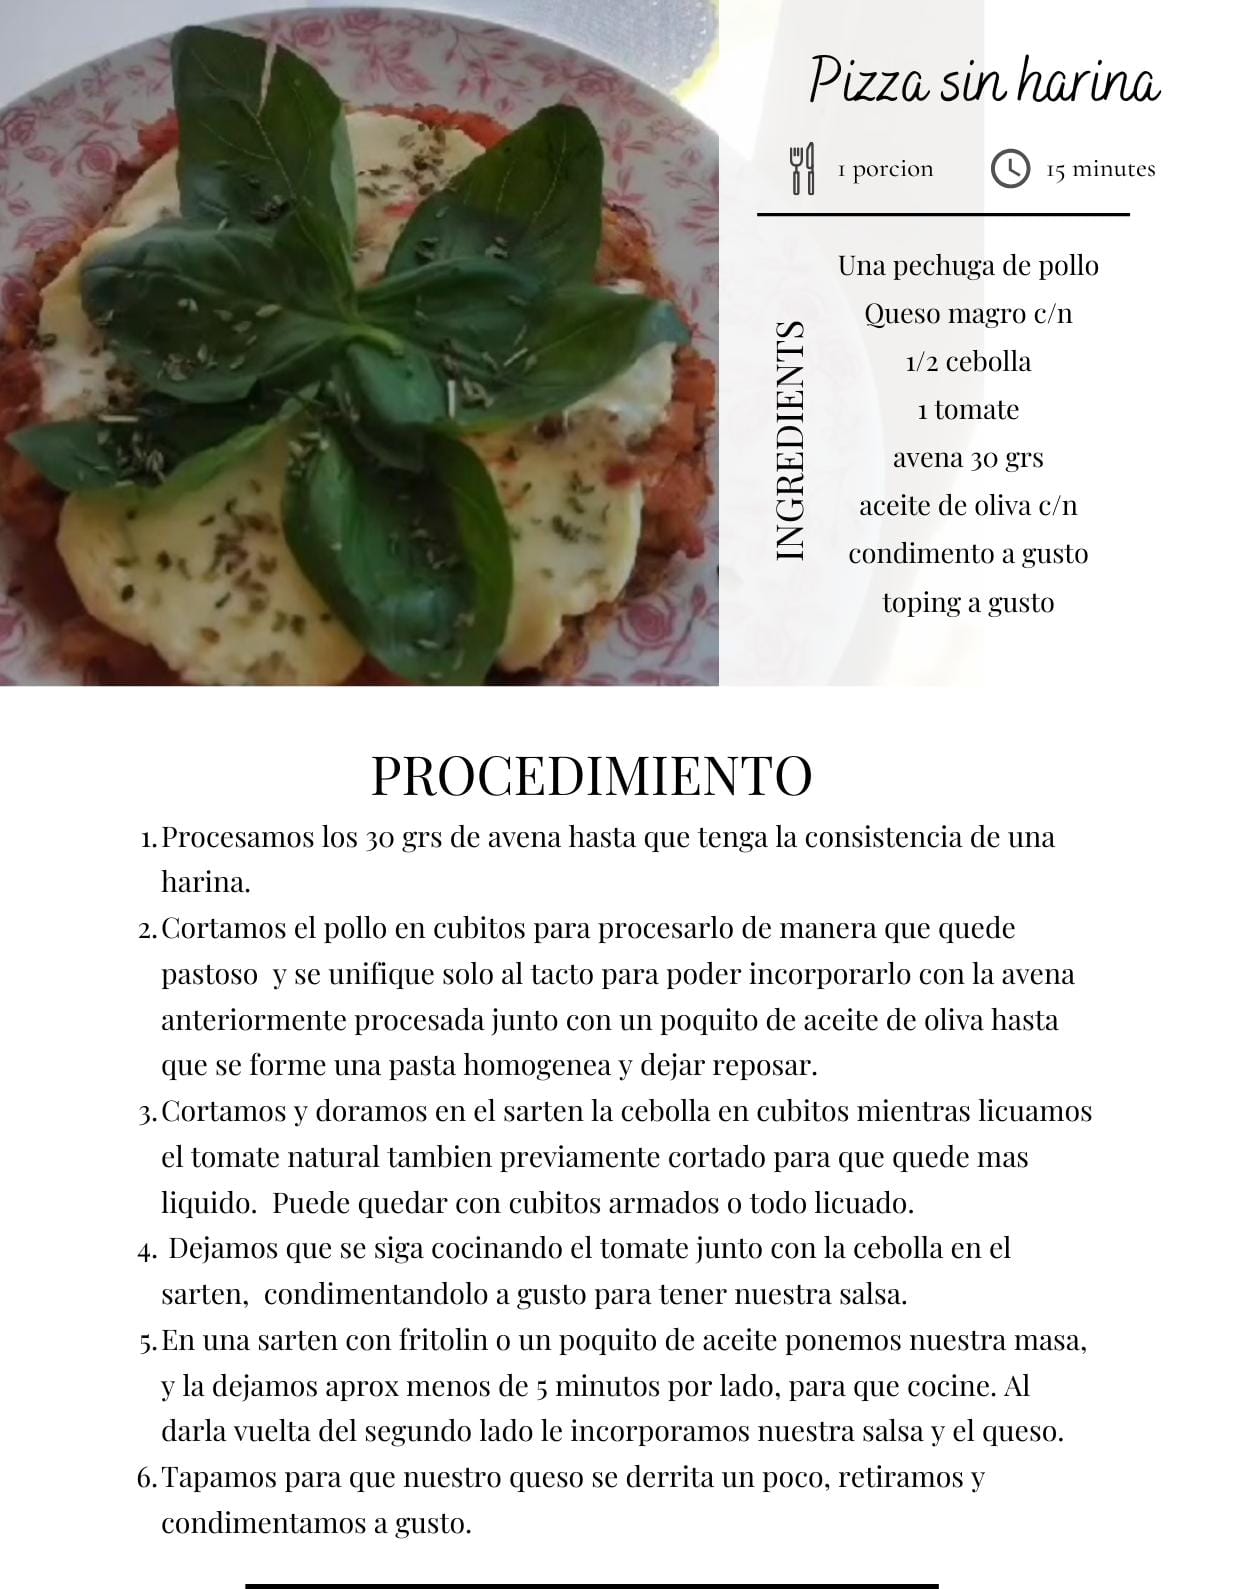 Pizza sin harina
1 porcion
15 minutes
INGREDIENTS
Una pechuga de pollo
Queso magro c/n
1/2 cebolla
1 tomate
avena 30 grs
aceite de oliva c/n
condimento a gusto
toping a gusto
PROCEDIMIENTO
1. Procesamos los 30 grs de avena hasta que tenga la consistencia de una
harina.
2. Cortamos el pollo en cubitos para procesarlo de manera que quede
pastoso  y se unifique solo al tacto para poder incorporarlo con la avena
anteriormente procesada junto con un poquito de aceite de oliva hasta
que se forme una pasta homogenea y dejar reposar.
3. Cortamos y doramos en el sarten la cebolla en cubitos mientras licuamos
el tomate natural tambien previamente cortado para que quede mas
liquido.  Puede quedar con cubitos armados o todo licuado.
4.  Dejamos que se siga cocinando el tomate junto con la cebolla en el
sarten,  condimentandolo a gusto para tener nuestra salsa.
5. En una sarten con fritolin o un poquito de aceite ponemos nuestra masa,
y la dejamos aprox menos de 5 minutos por lado, para que cocine. Al
darla vuelta del segundo lado le incorporamos nuestra salsa y el queso.
6. Tapamos para que nuestro queso se derrita un poco, retiramos y
condimentamos a gusto.